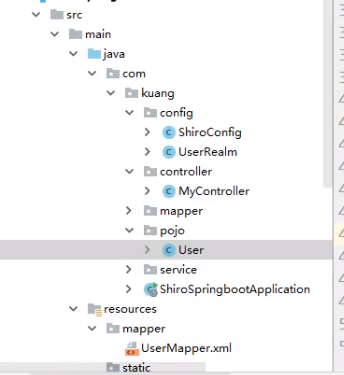 src
main
java
com
kuang
config
ShiroConfig
UserRealm
controller
MyController
mapper
pojo
User
service
ShiroSpringbootApplication
resources
mapper
UserMapper.xml
static